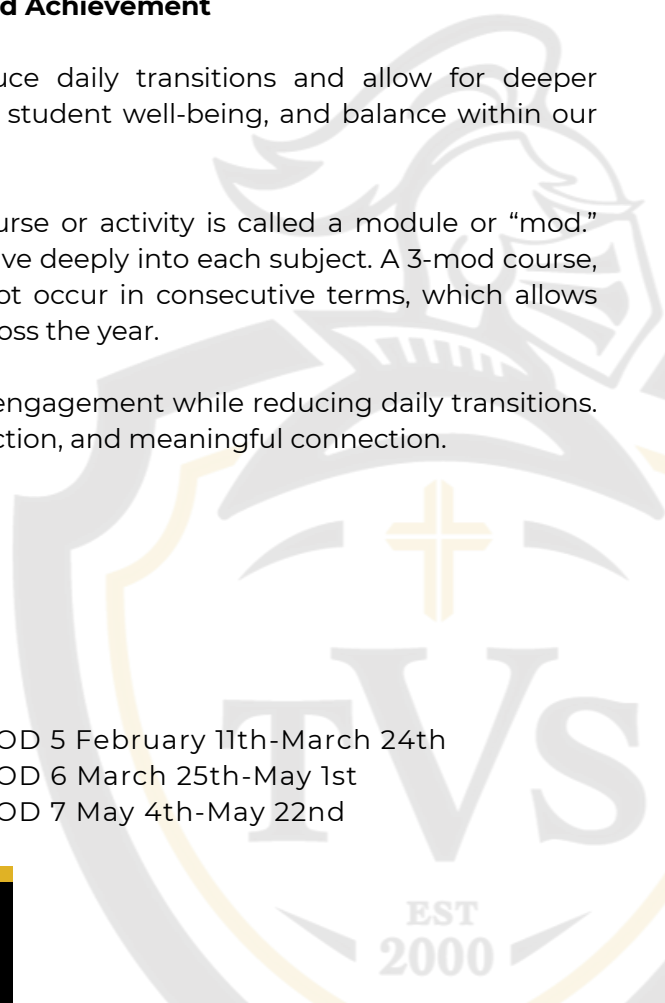 d Achievement
uce daily transitions and allow for deeper
student well-being, and balance within our
urse or activity is called a module or “mod.”
ve deeply into each subject. A 3-mod course,
ot occur in consecutive terms, which allows
oss the year.
engagement while reducing daily transitions.
ction, and meaningful connection.
OD 5 February 11th-March 24th
OD 6 March 25th-May 1st
OD 7 May 4th-May 22nd
TVS
EST
2000